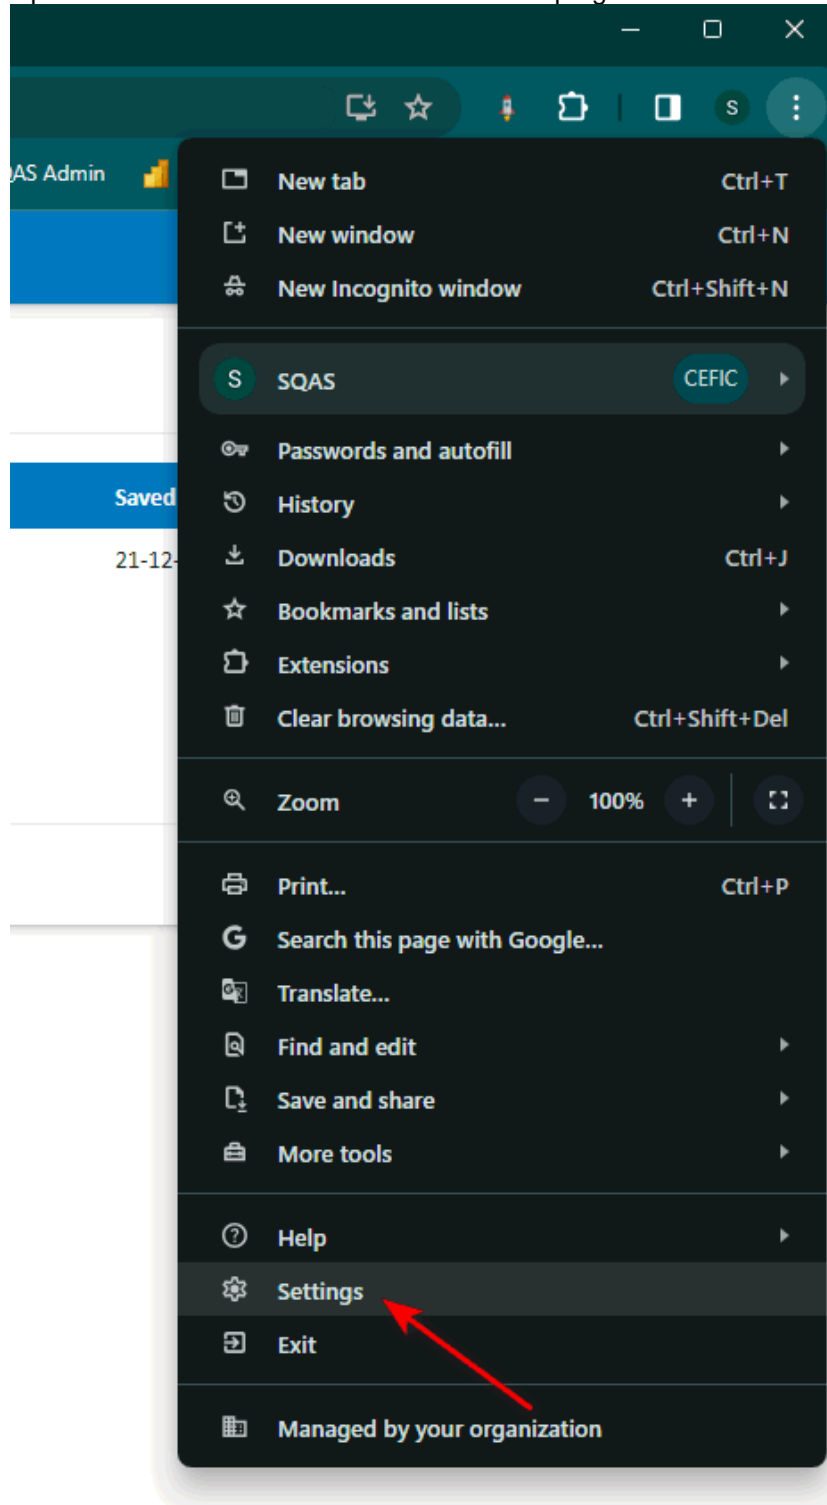 S
AS Admin
New tab Ctrl+T
New window Ctrl+N
New Incognito window Ctrl+Shift+N
S SQAS CEFIC
Passwords and autofill
Saved
History
21-12-
Downloads Ctrl+J
Bookmarks and lists
Extensions
Clear browsing data... Ctrl+Shift+Del
Zoom - 100% +
Print... Ctrl+P
G Search this page with Google...
Translate...
Find and edit
Save and share
More tools
Help
Settings
Exit
Managed by your organization